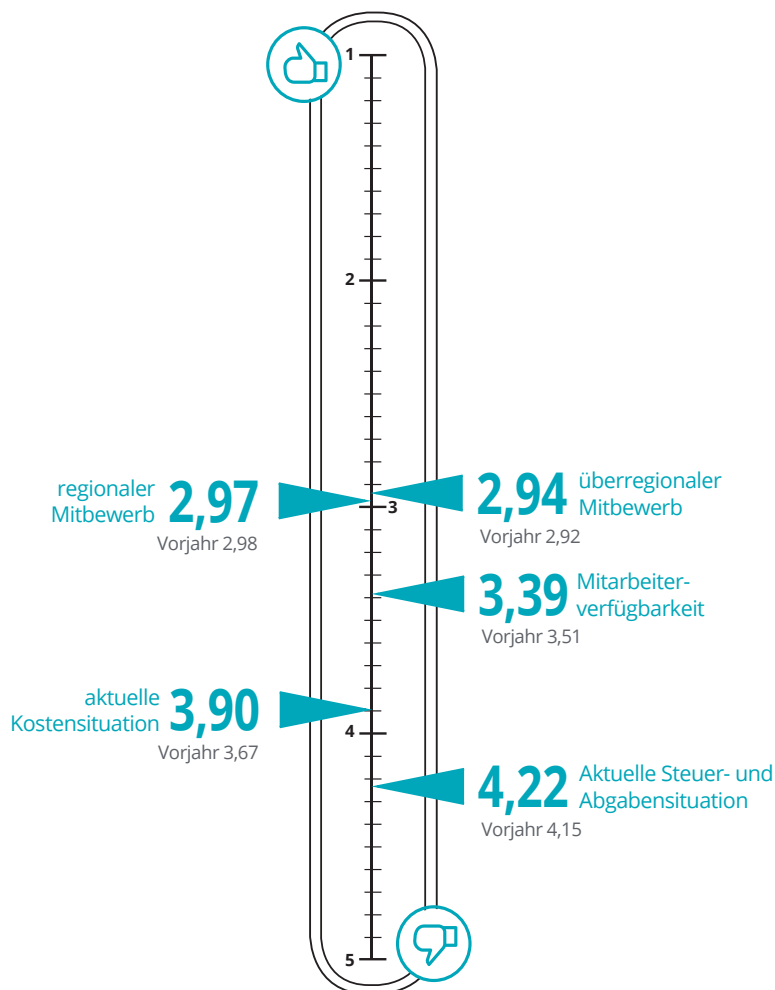 1
2
regionaler
Mitbewerb
2,97
Vorjahr 2,98
2,94
überregionaler
Mitbewerb
Vorjahr 2,92
3
3,39
Mitarbeiter-
verfügbarkeit
Vorjahr 3,51
aktuelle
Kostensituation
3,90
Vorjahr 3,67
4
4,22
Aktuelle Steuer- und
Abgabensituation
Vorjahr 4,15
5